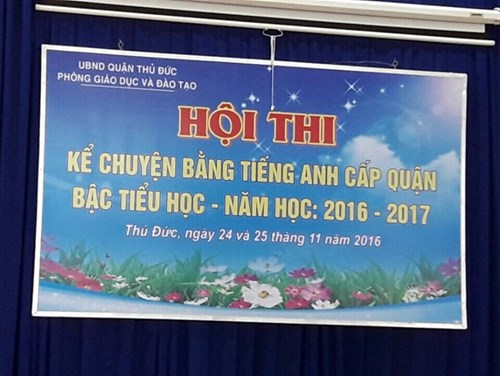 UBND QUẬN THỦ ĐỨC
PHÒNG GIÁO DỤC VÀ ĐÀO TẠO
HỘI THI
KỂ CHUYỆN BẰNG TIẾNG ANH CẤP QUẬN
BẬC TIỂU HỌC - NĂM HỌC: 2016 - 2017
Thủ Đức, ngày 24 và 25 tháng 11 năm 2016